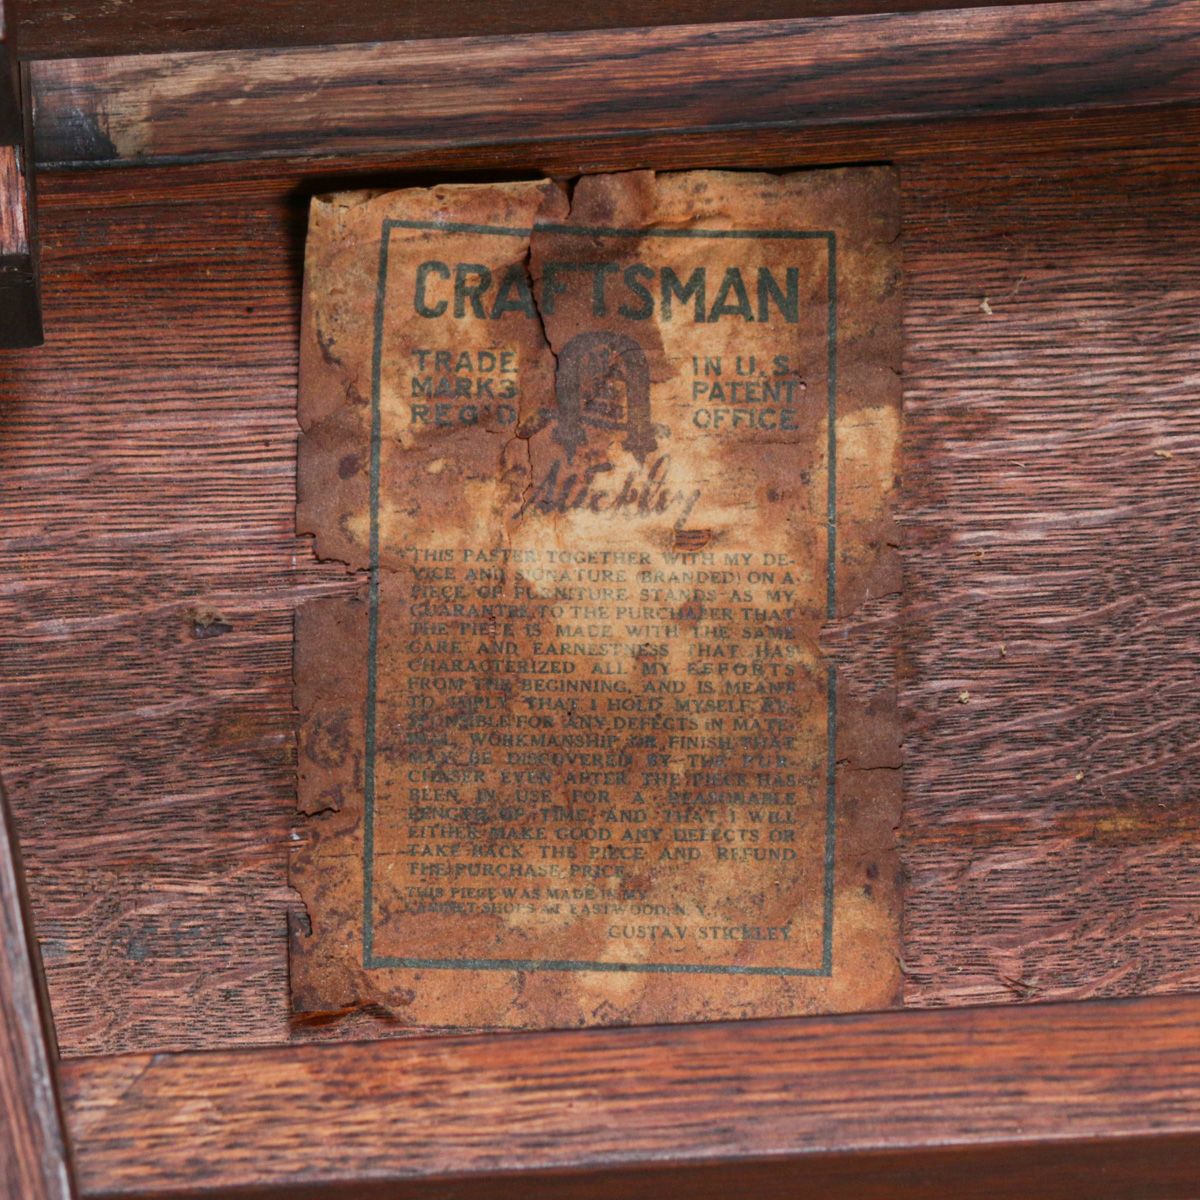 CRAFTSMAN
TRADE
MARKS
REG'D
IN U.S.
PATENT
OFFICE
Stickley
THIS PASTER TOGETHER WITH MY DE-
VICE AND SIGNATURE (BRANDED) ON A
PIECE OF FURNITURE STANDS AS MY
GUARANTEE TO THE PURCHASER THAT
THE PIECE IS MADE WITH THE SAME
CARE AND EARNESTNESS THAT HAS
CHARACTERIZED ALL MY EFFORTS
FROM THE BEGINNING, AND IS MEANT
TO IMPLY THAT I HOLD MYSELF RE-
SPONSIBLE FOR ANY DEFECTS IN MATE-
RIAL, WORKMANSHIP OR FINISH THAT
MAY BE DISCOVERED BY THE PUR-
CHASER EVEN AFTER THE PIECE HAS
BEEN IN USE FOR A REASONABLE
LENGTH OF TIME, AND THAT I WILL
EITHER MAKE GOOD ANY DEFECTS OR
TAKE BACK THE PIECE AND REFUND
THE PURCHASE PRICE.
THIS PIECE WAS MADE IN MY
CABINET SHOPS AT EASTWOOD, N.Y.
GUSTAV STICKLEY